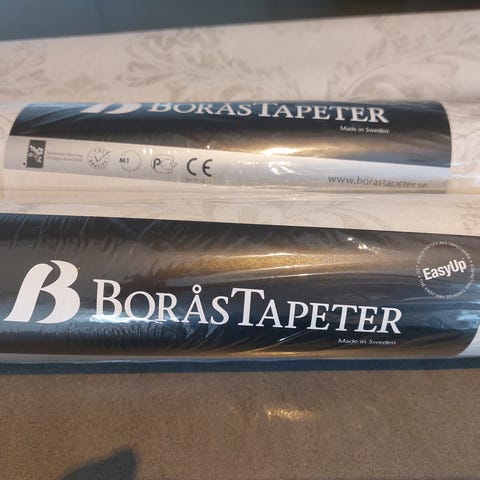 BORÅSTAPETER
Made in Sweden
M1
CE
www.borastapeter.se
EasyUp
B BORÅSTAPETER
Made in Sweden